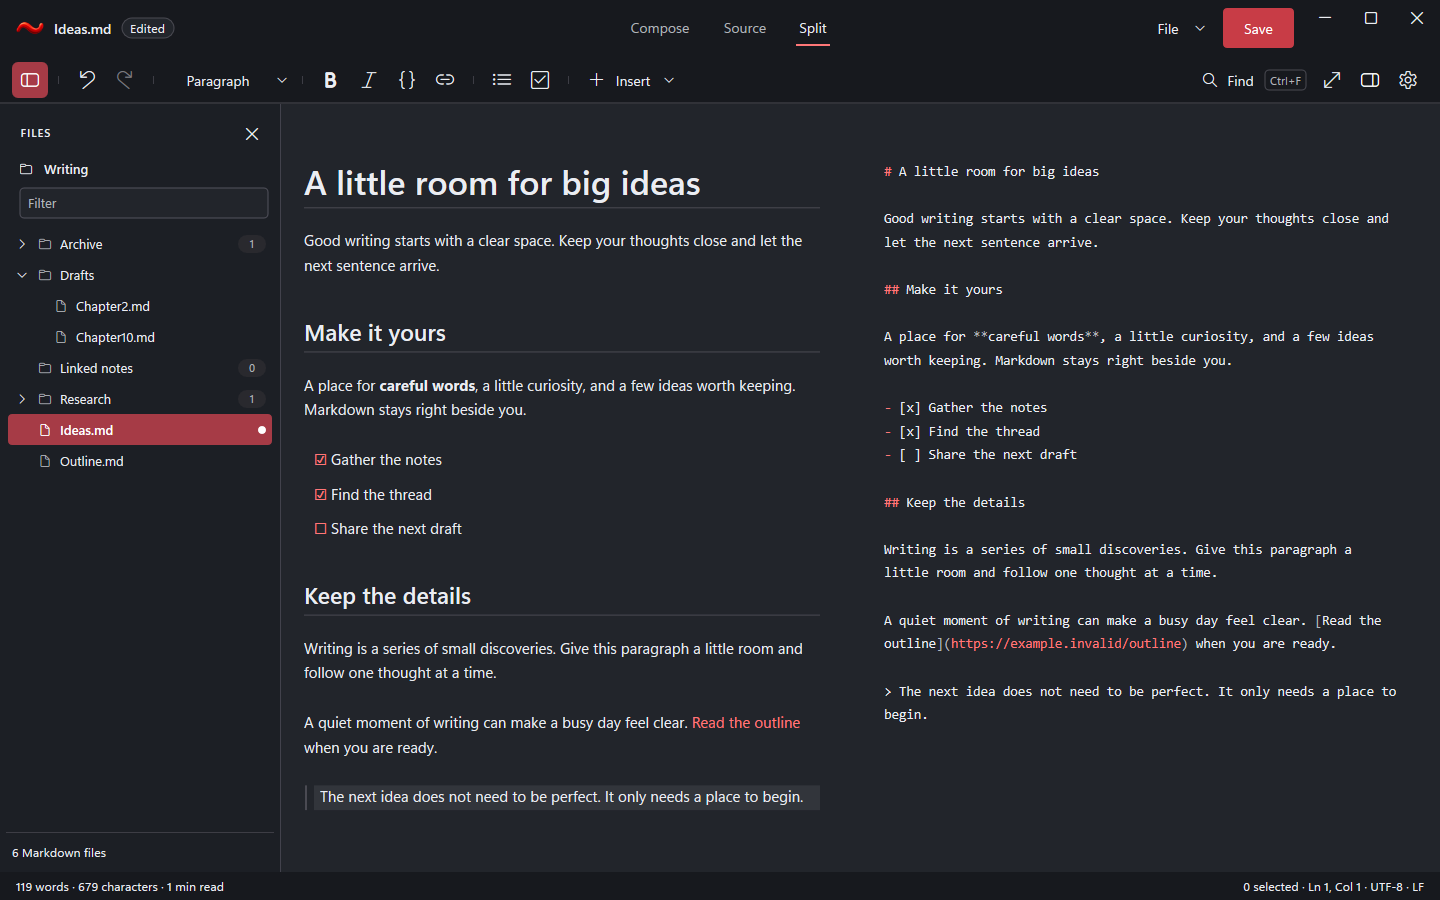 Ideas.md Edited
Compose Source Split
File Save
Paragraph B I {} Insert
Find Ctrl+F
FILES
Writing
Filter
Archive 1
Drafts
Chapter2.md
Chapter10.md
Linked notes 0
Research 1
Ideas.md
Outline.md
6 Markdown files
A little room for big ideas
Good writing starts with a clear space. Keep your thoughts close and let the
next sentence arrive.
Make it yours
A place for careful words, a little curiosity, and a few ideas worth keeping.
Markdown stays right beside you.
Gather the notes
Find the thread
Share the next draft
Keep the details
Writing is a series of small discoveries. Give this paragraph a little room and
follow one thought at a time.
A quiet moment of writing can make a busy day feel clear. Read the outline
when you are ready.
The next idea does not need to be perfect. It only needs a place to begin.
# A little room for big ideas
Good writing starts with a clear space. Keep your thoughts close and
let the next sentence arrive.
## Make it yours
A place for **careful words**, a little curiosity, and a few ideas
worth keeping. Markdown stays right beside you.
- [x] Gather the notes
- [x] Find the thread
- [ ] Share the next draft
## Keep the details
Writing is a series of small discoveries. Give this paragraph a
little room and follow one thought at a time.
A quiet moment of writing can make a busy day feel clear. [Read the
outline](https://example.invalid/outline) when you are ready.
> The next idea does not need to be perfect. It only needs a place to
begin.
119 words · 679 characters · 1 min read
0 selected · Ln 1, Col 1 · UTF-8 · LF